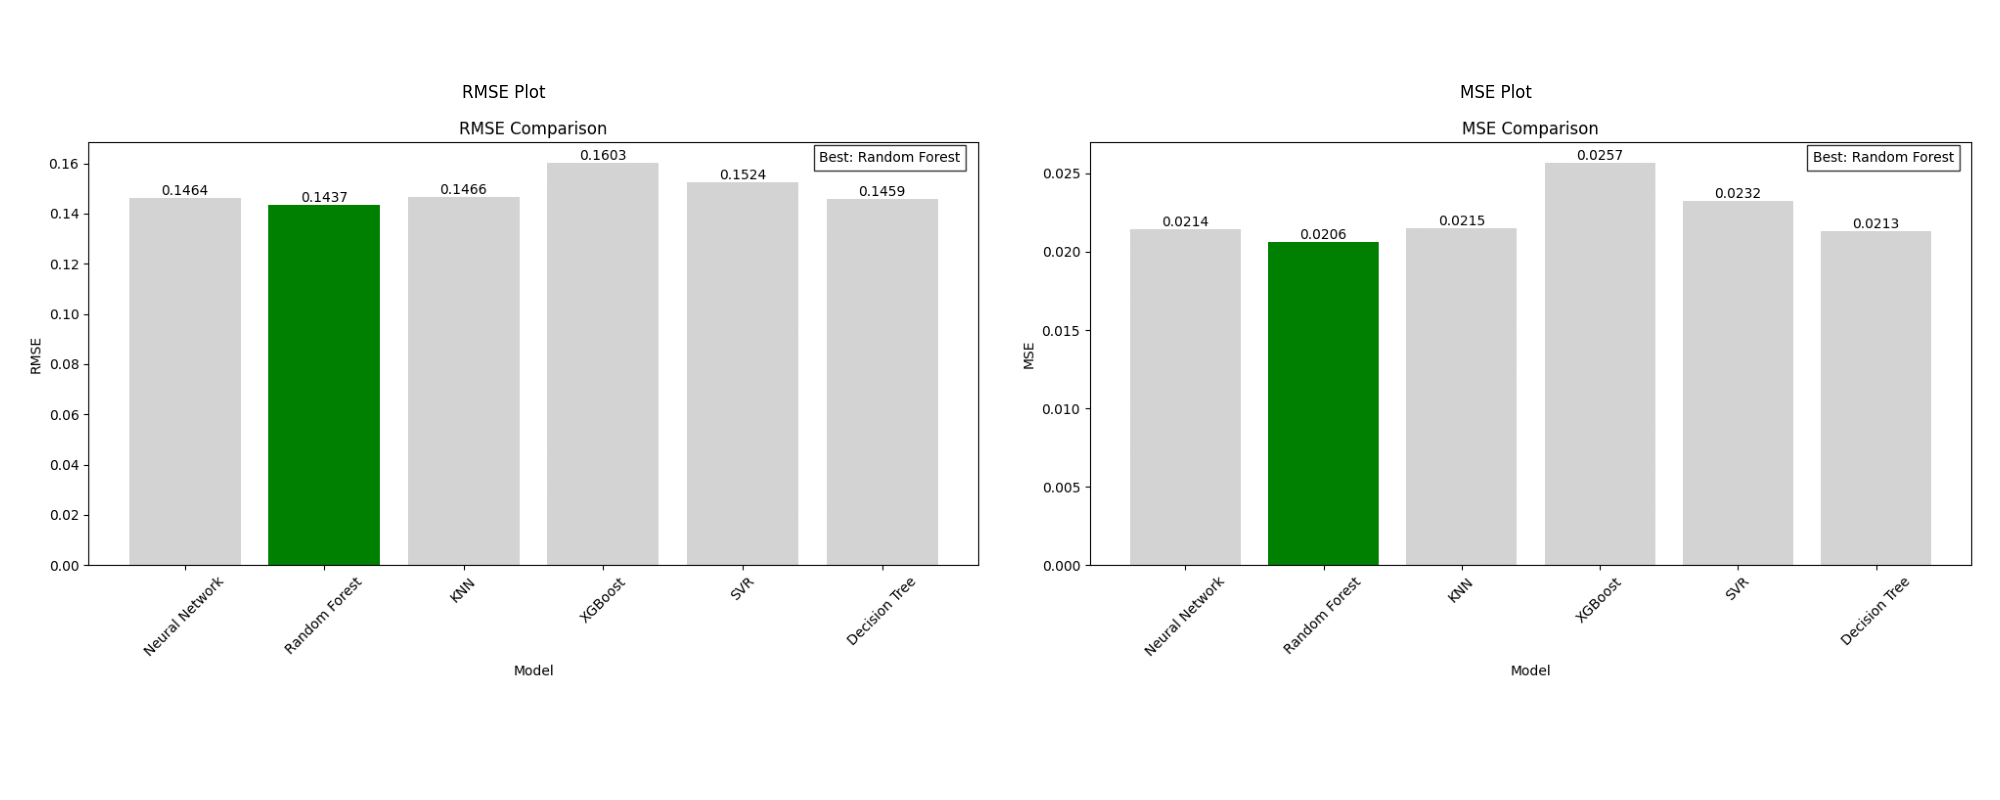 RMSE Plot
RMSE Comparison
Best: Random Forest
0.1464
0.1437
0.1466
0.1603
0.1524
0.1459
0.16
0.14
0.12
0.10
0.08
0.06
0.04
0.02
0.00
RMSE
Neural Network
Random Forest
KNN
XGBoost
SVR
Decision Tree
Model
MSE Plot
MSE Comparison
Best: Random Forest
0.0214
0.0206
0.0215
0.0257
0.0232
0.0213
0.025
0.020
0.015
0.010
0.005
0.000
MSE
Neural Network
Random Forest
KNN
XGBoost
SVR
Decision Tree
Model